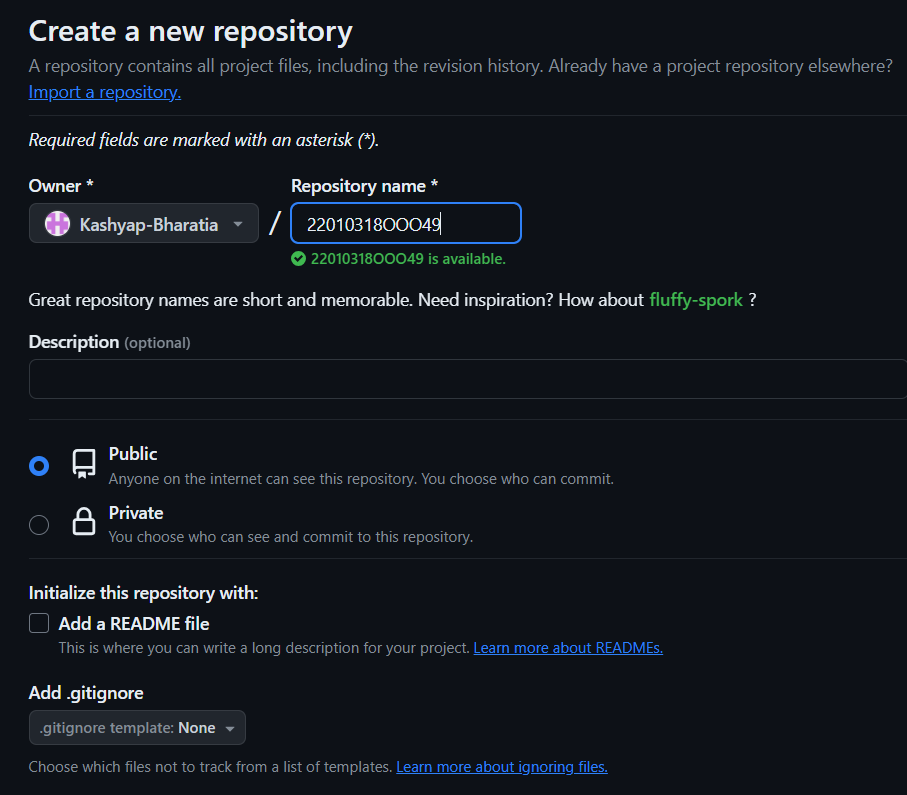 Create a new repository
A repository contains all project files, including the revision history. Already have a project repository elsewhere?
Import a repository.
Required fields are marked with an asterisk (*).
Owner *
Repository name *
Kashyap-Bharatia
/
22010318OOO49
22010318OOO49 is available.
Great repository names are short and memorable. Need inspiration? How about fluffy-spork ?
Description (optional)
Public
Anyone on the internet can see this repository. You choose who can commit.
Private
You choose who can see and commit to this repository.
Initialize this repository with:
Add a README file
This is where you can write a long description for your project. Learn more about READMEs.
Add .gitignore
.gitignore template: None
Choose which files not to track from a list of templates. Learn more about ignoring files.